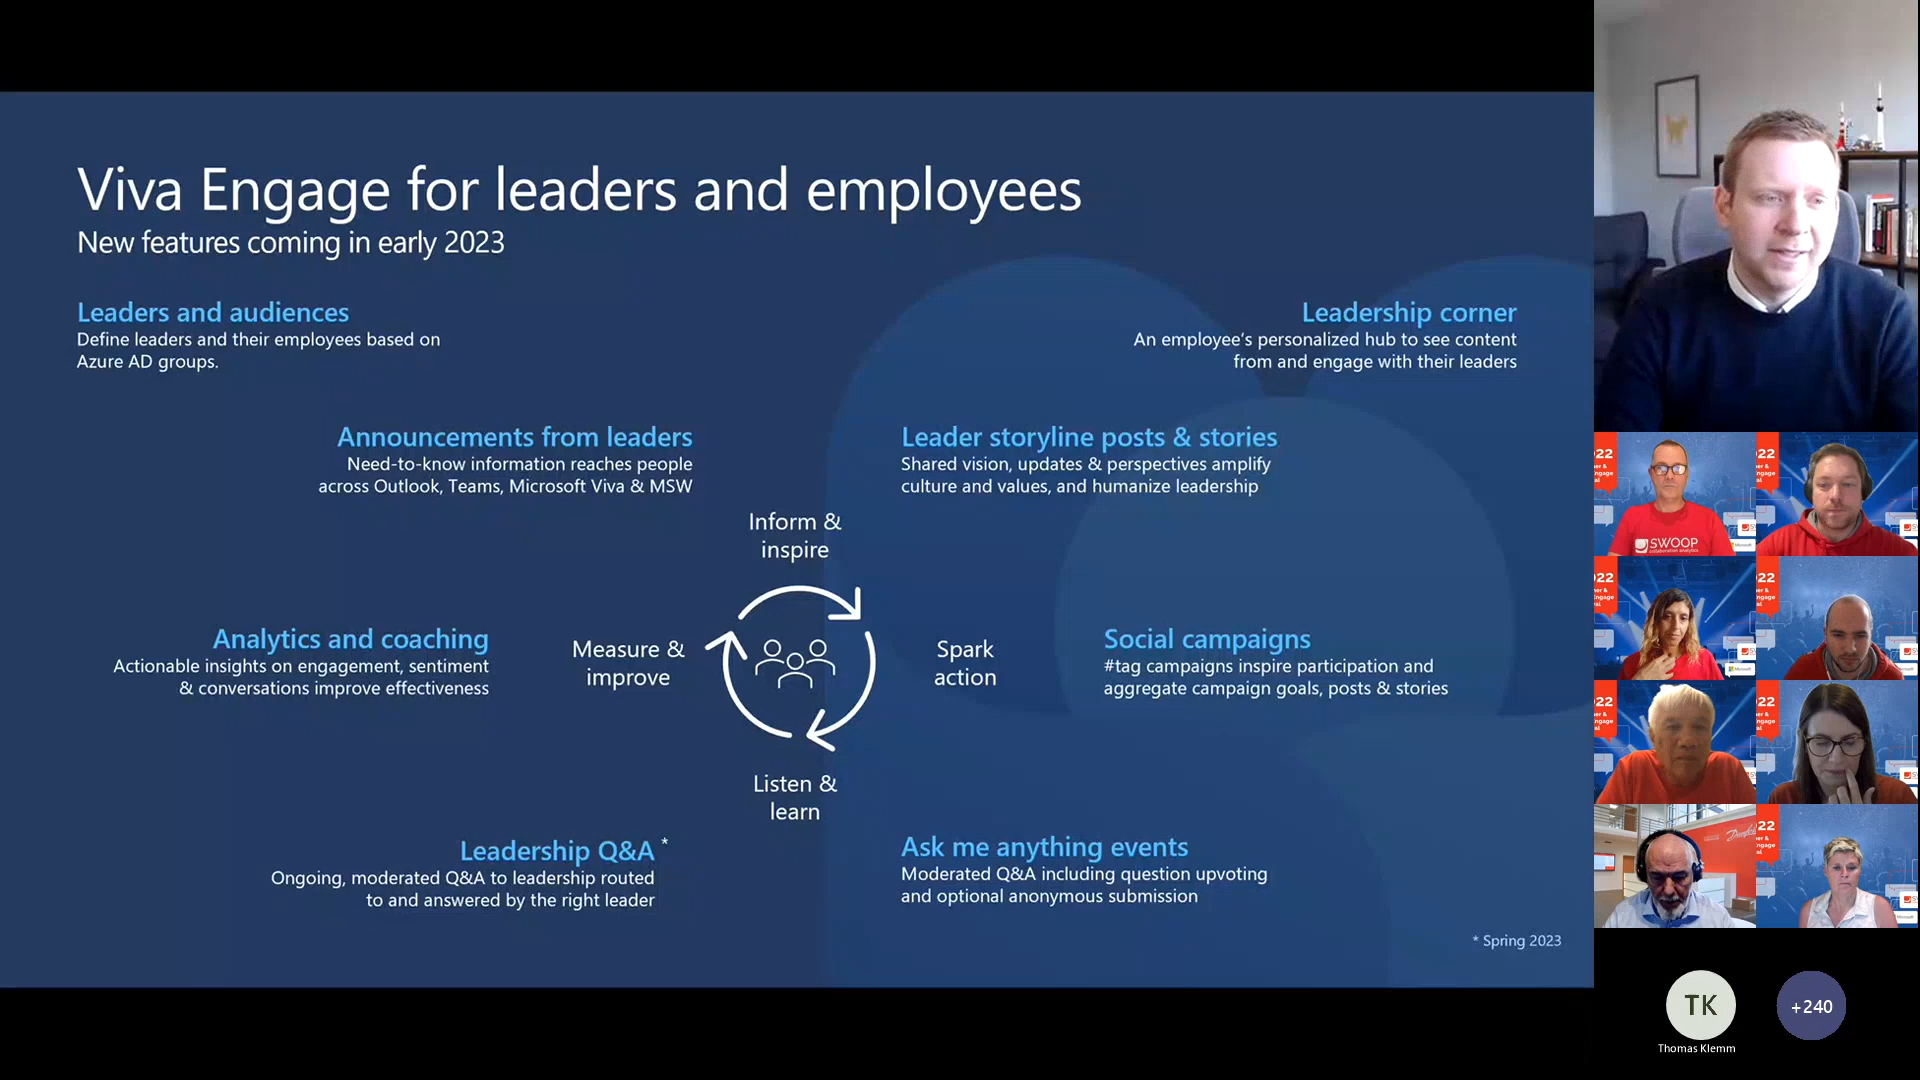 Viva Engage for leaders and employees
New features coming in early 2023
Leaders and audiences
Define leaders and their employees based on
Azure AD groups.
Leadership corner
An employee's personalized hub to see content
from and engage with their leaders
Announcements from leaders
Need-to-know information reaches people
across Outlook, Teams, Microsoft Viva & MSW
Leader storyline posts & stories
Shared vision, updates & perspectives amplify
culture and values, and humanize leadership
Inform &
inspire
Analytics and coaching
Actionable insights on engagement, sentiment
& conversations improve effectiveness
Measure &
improve
Spark
action
Social campaigns
#tag campaigns inspire participation and
aggregate campaign goals, posts & stories
Listen &
learn
Leadership Q&A *
Ongoing, moderated Q&A to leadership routed
to and answered by the right leader
Ask me anything events
Moderated Q&A including question upvoting
and optional anonymous submission
* Spring 2023
SWOOP
22
22
22
22
22
22
22
TK
Thomas Klemm
+240